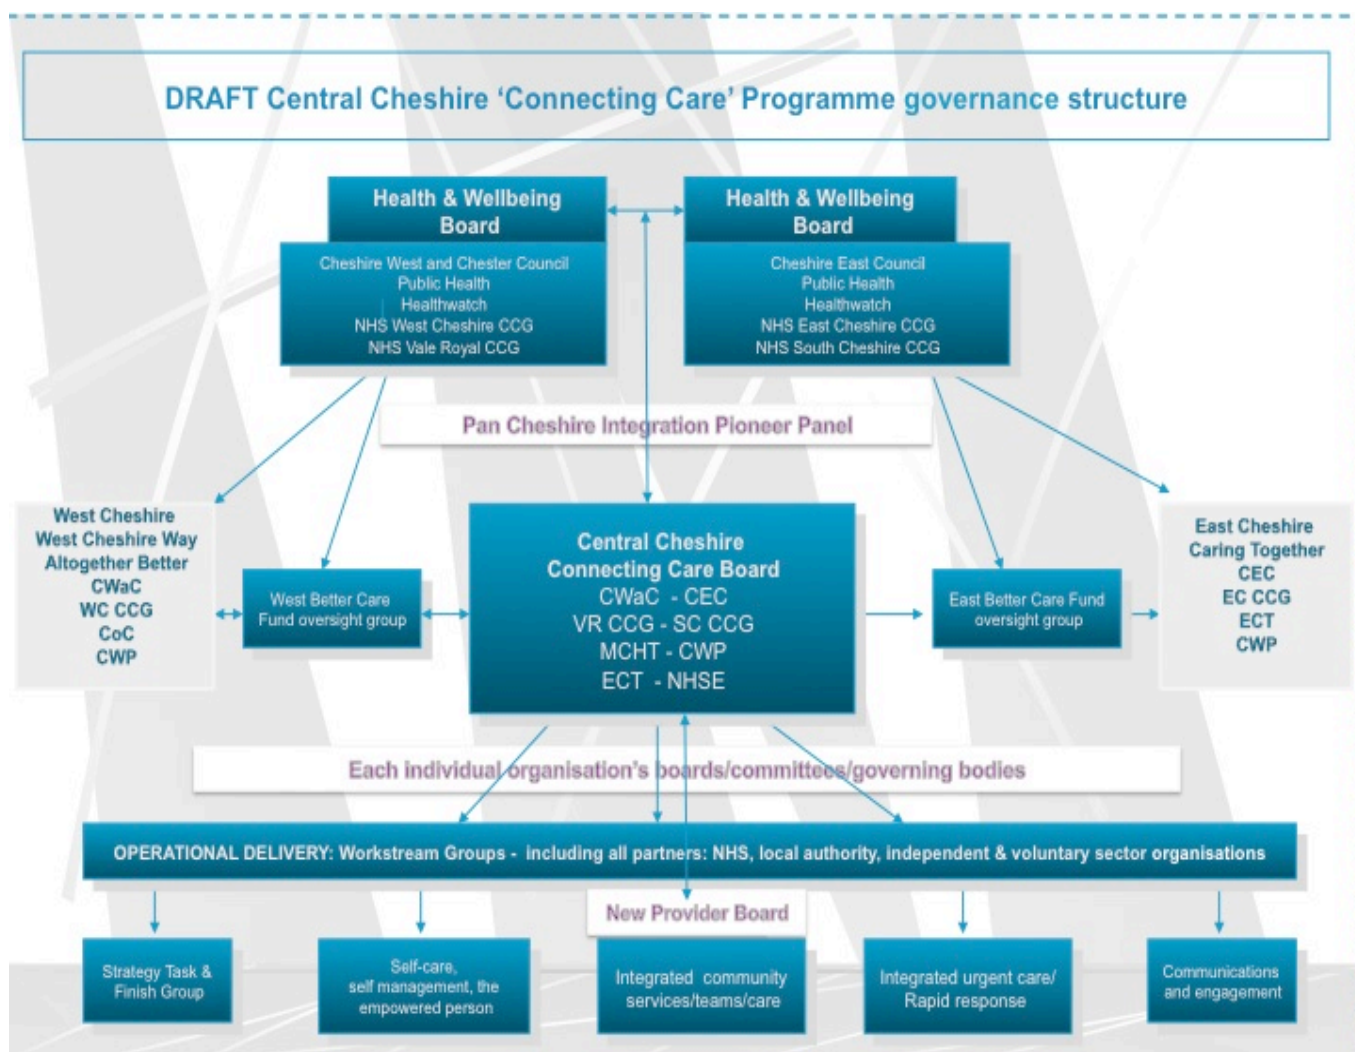 DRAFT Central Cheshire ‘Connecting Care’ Programme governance structure
Health & Wellbeing
Board
Cheshire West and Chester Council
Public Health
Healthwatch
NHS West Cheshire CCG
NHS Vale Royal CCG
Health & Wellbeing
Board
Cheshire East Council
Public Health
Healthwatch
NHS East Cheshire CCG
NHS South Cheshire CCG
Pan Cheshire Integration Pioneer Panel
West Cheshire
West Cheshire Way
Altogether Better
CWaC
WC CCG
CoC
CWP
West Better Care
Fund oversight group
Central Cheshire
Connecting Care Board
CWaC - CEC
VR CCG - SC CCG
MCHT - CWP
ECT - NHSE
East Better Care Fund
oversight group
East Cheshire
Caring Together
CEC
EC CCG
ECT
CWP
Each individual organisation's boards/committees/governing bodies
OPERATIONAL DELIVERY: Workstream Groups - including all partners: NHS, local authority, independent & voluntary sector organisations
New Provider Board
Strategy Task &
Finish Group
Self-care,
self management, the
empowered person
Integrated community
services/teams/care
Integrated urgent care/
Rapid response
Communications
and engagement